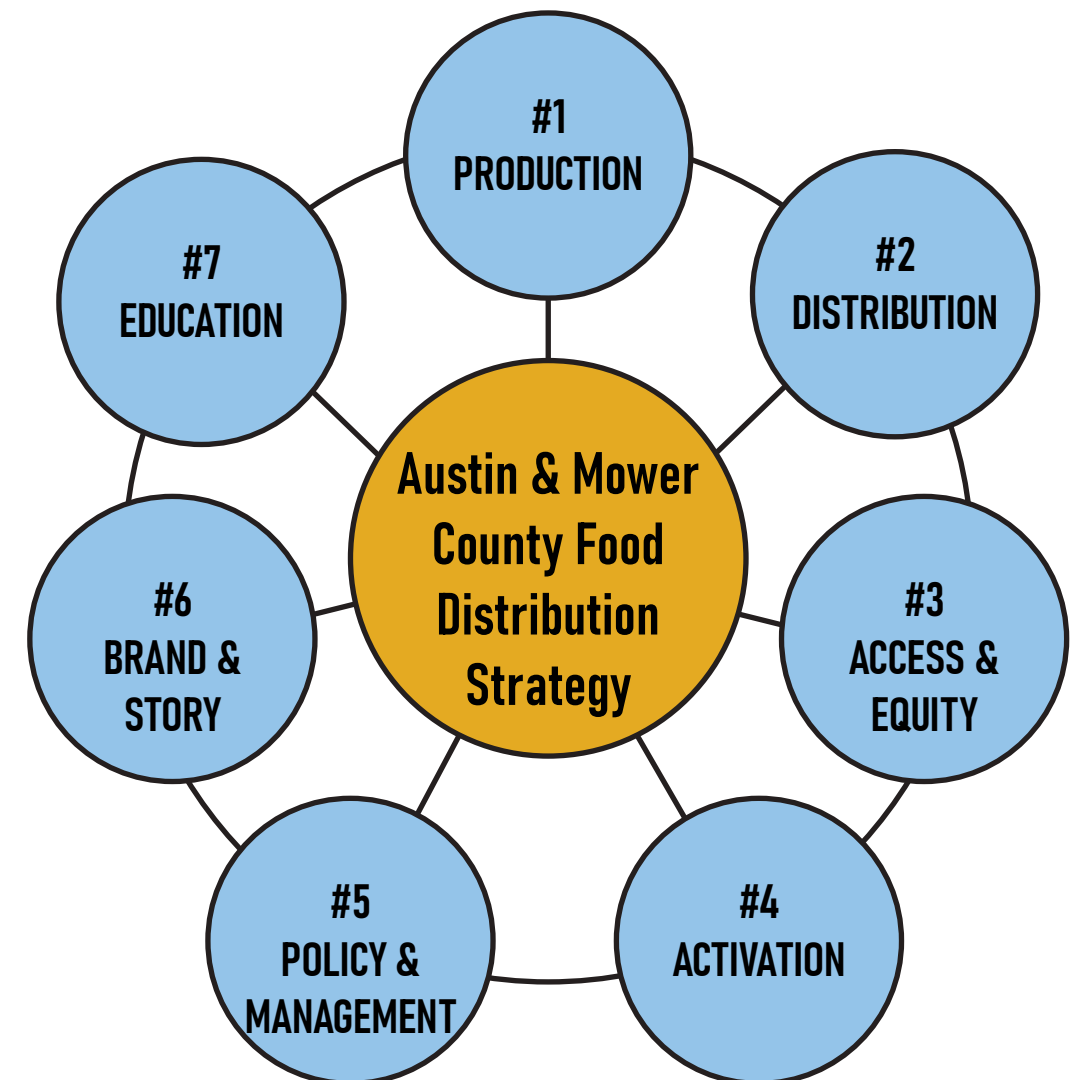 #1
PRODUCTION
#2
DISTRIBUTION
#3
ACCESS &
EQUITY
#4
ACTIVATION
#5
POLICY &
MANAGEMENT
#6
BRAND &
STORY
#7
EDUCATION
Austin & Mower
County Food
Distribution
Strategy